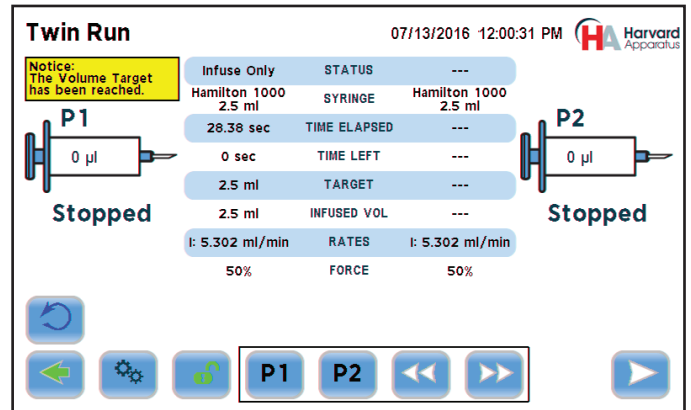 Twin Run
07/13/2016 12:00:31 PM
HA Harvard
Apparatus
Notice:
The Volume Target
has been reached.
Infuse Only STATUS ---
Hamilton 1000
2.5 ml
SYRINGE
Hamilton 1000
2.5 ml
28.38 sec TIME ELAPSED ---
0 sec TIME LEFT ---
2.5 ml TARGET ---
2.5 ml INFUSED VOL ---
I: 5.302 ml/min RATES I: 5.302 ml/min
50% FORCE 50%
P1
0 µl
Stopped
P2
0 µl
Stopped
P1 P2